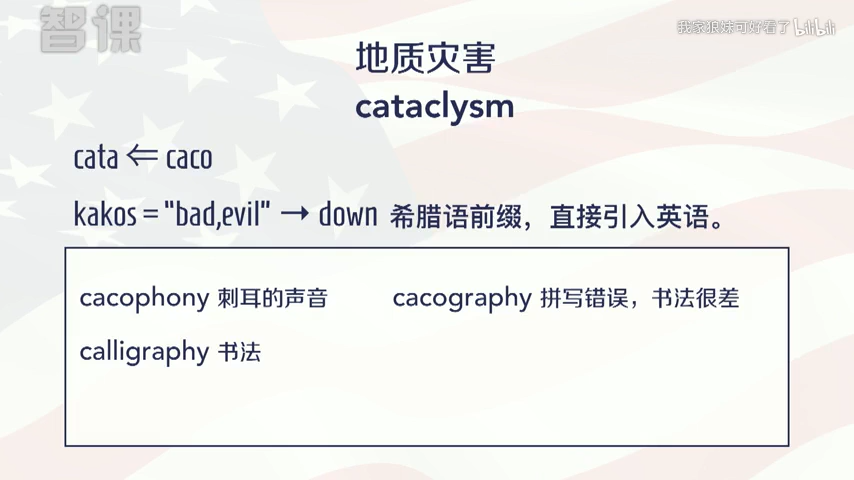 智课
我家狼妹可好看了 bilibili
地质灾害
cataclysm
cata ⇐ caco
kakos = "bad,evil" → down 希腊语前缀，直接引入英语。
cacophony 刺耳的声音 cacography 拼写错误，书法很差
calligraphy 书法